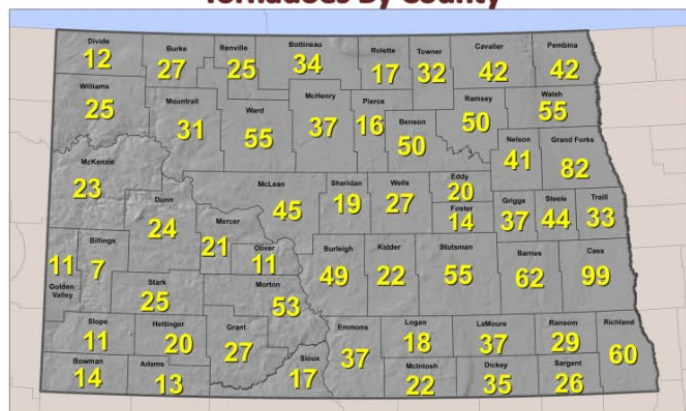 Tornadoes By County
Divide
12
Burke
27
Renville
25
Bottineau
34
Rolette
17
Towner
32
Cavalier
42
Pembina
42
Williams
25
Mountrail
31
Ward
55
McHenry
37
Pierce
16
Benson
50
Ramsey
50
Walsh
55
Nelson
41
Grand Forks
82
McKenzie
23
Dunn
24
Mercer
21
McLean
45
Sheridan
19
Wells
27
Eddy
20
Foster
14
Griggs
37
Steele
44
Traill
33
Golden
Valley
11
Billings
7
Stark
25
Oliver
11
Morton
53
Burleigh
49
Kidder
22
Stutsman
55
Barnes
62
Cass
99
Slope
11
Hettinger
20
Grant
27
Emmons
37
Logan
18
LaMoure
37
Ransom
29
Richland
60
Bowman
14
Adams
13
Sioux
17
McIntosh
22
Dickey
35
Sargent
26